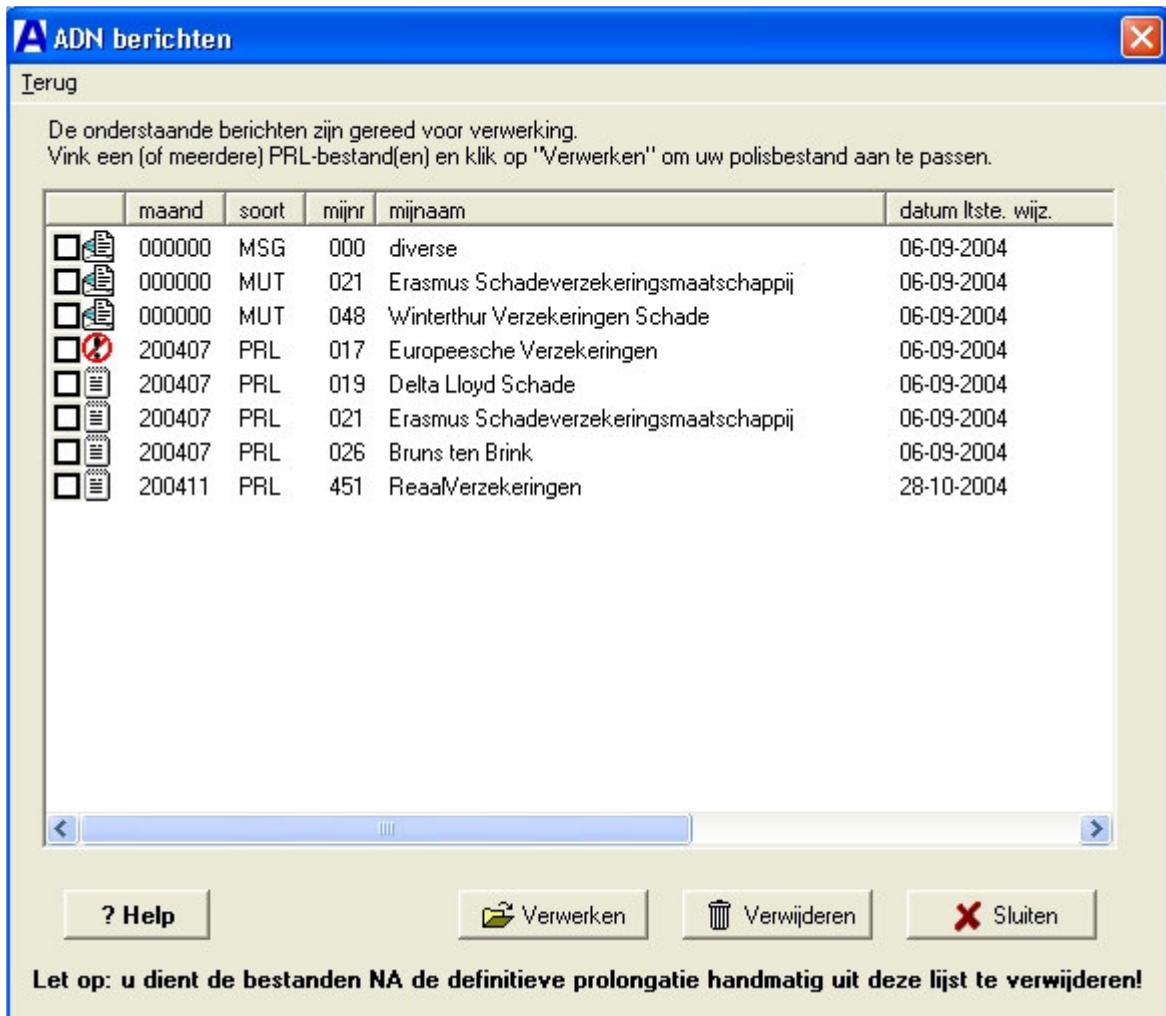 ADN berichten
Terug
De onderstaande berichten zijn gereed voor verwerking.
Vink een (of meerdere) PRL-bestand(en) en klik op "Verwerken" om uw polisbestand aan te passen.
maand soort mijnr mijnaam datum ltste. wijz.
000000 MSG 000 diverse 06-09-2004
000000 MUT 021 Erasmus Schadeverzekeringsmaatschappij 06-09-2004
000000 MUT 048 Winterthur Verzekeringen Schade 06-09-2004
200407 PRL 017 Europeesche Verzekeringen 06-09-2004
200407 PRL 019 Delta Lloyd Schade 06-09-2004
200407 PRL 021 Erasmus Schadeverzekeringsmaatschappij 06-09-2004
200407 PRL 026 Bruns ten Brink 06-09-2004
200411 PRL 451 ReaalVerzekeringen 28-10-2004
? Help Verwerken Verwijderen Sluiten
Let op: u dient de bestanden NA de definitieve prolongatie handmatig uit deze lijst te verwijderen!